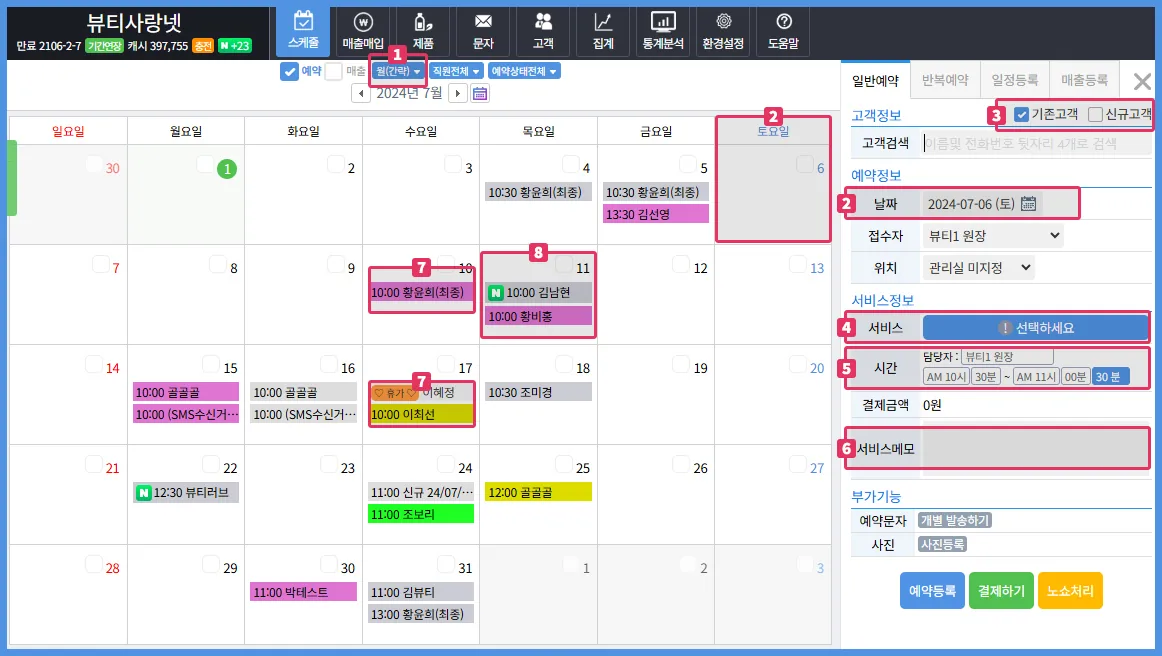 뷰티사랑넷
만료 2106-2-7 기간연장 캐시 397,755 충전 N +23
스케줄 매출매입 제품 문자 고객 집계 통계분석 환경설정 도움말
1
예약 매출 월(간략) 직원전체 예약상태전체
2024년 7월
일반예약 반복예약 일정등록 매출등록
고객정보 3 기존고객 신규고객
고객검색 이름및 전화번호 뒷자리 4개로 검색
예약정보
2 날짜 2024-07-06 (토)
접수자 뷰티1 원장
위치 관리실 미지정
서비스정보
4 서비스 ! 선택하세요
5 시간 담당자 : 뷰티1 원장
AM 10시 30분 ~ AM 11시 00분 30 분
결제금액 0원
6 서비스메모
부가기능
예약문자 개별 발송하기
사진 사진등록
예약등록 결제하기 노쇼처리
2
일요일 월요일 화요일 수요일 목요일 금요일 토요일
30 1 2 3 4 5 6
10:30 황윤희(최종) 10:30 황윤희(최종)
13:30 김선영
7 8
7 8 9 10 11 12 13
10:00 황윤희(최종) N 10:00 김남현
10:00 황비홍
14 15 16 17 18 19 20
7
10:00 골골골 10:00 골골골 ♡ 휴가 ♡ 이혜정 10:30 조미경
10:00 (SMS수신거··· 10:00 (SMS수신거··· 10:00 이최선
21 22 23 24 25 26 27
N 12:30 뷰티러브 11:00 신규 24/07/··· 12:00 골골골
11:00 조보리
28 29 30 31 1 2 3
11:00 박테스트 11:00 김뷰티
13:00 황윤희(최종)